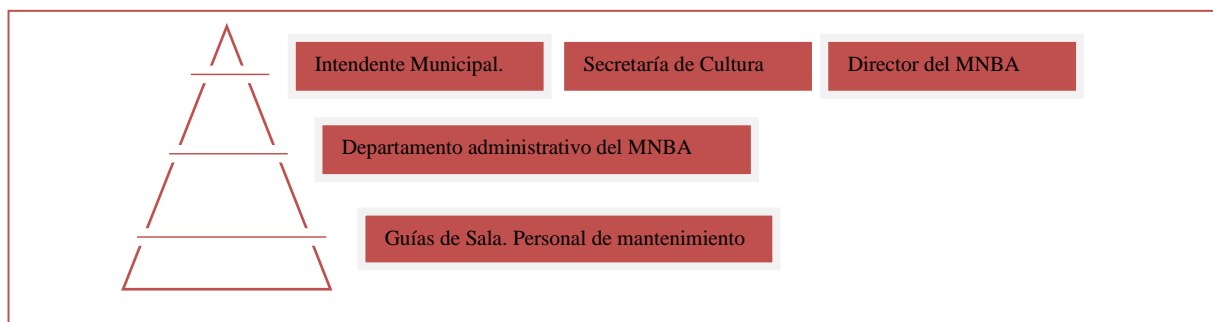 Intendente Municipal.
Secretaría de Cultura
Director del MNBA
Departamento administrativo del MNBA
Guías de Sala. Personal de mantenimiento